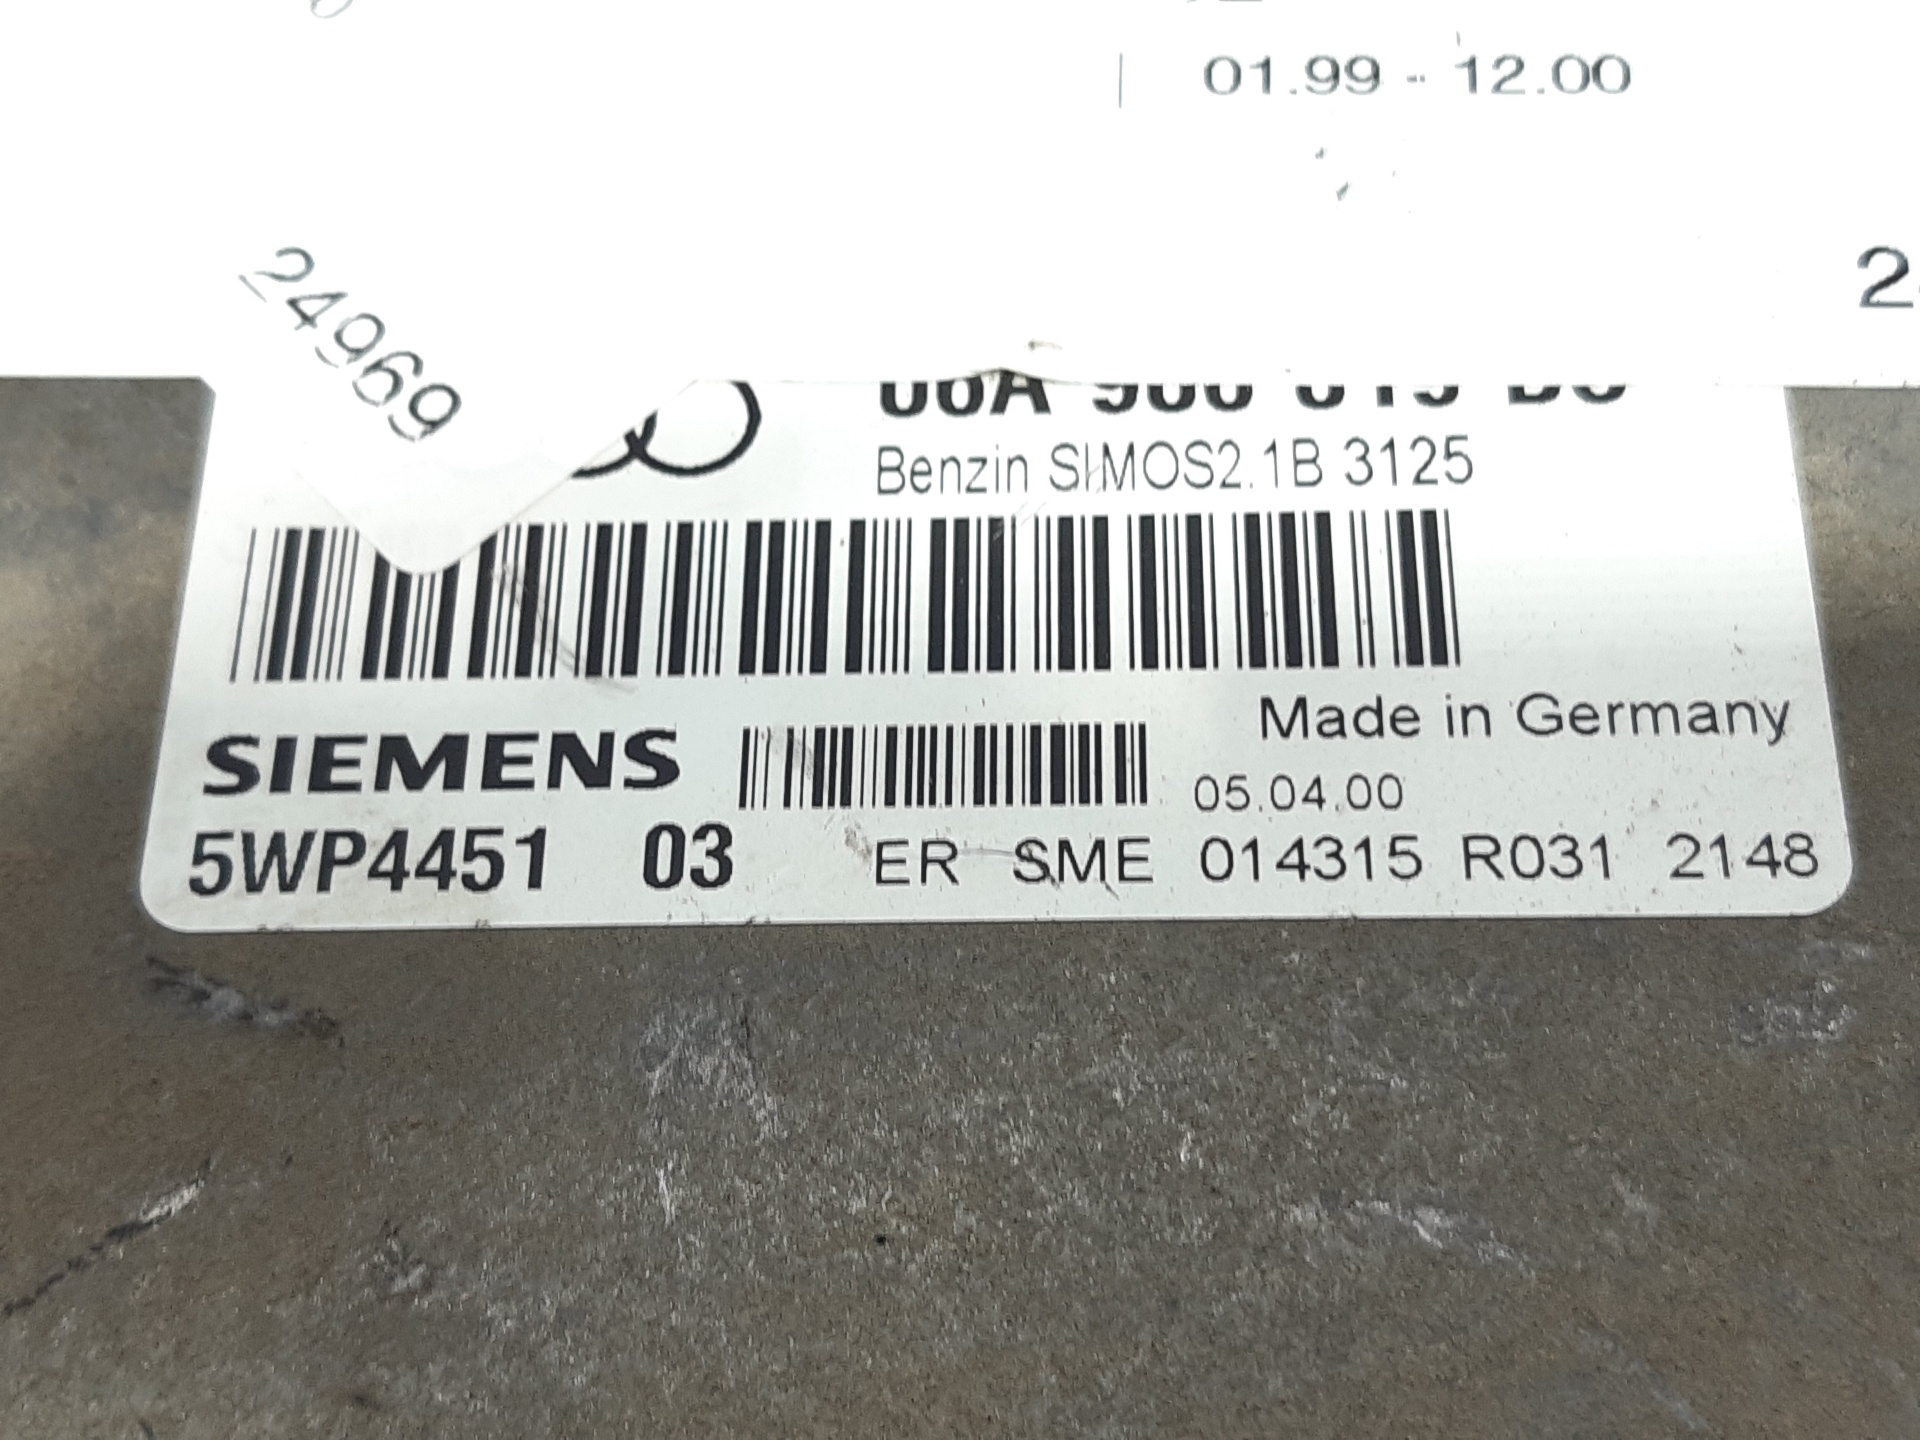 01.99 - 12.00
24969
Benzin SIMOS2.1B 3125
Made in Germany
SIEMENS
05.04.00
5WP4451 03 ER SME 014315 R031 2148